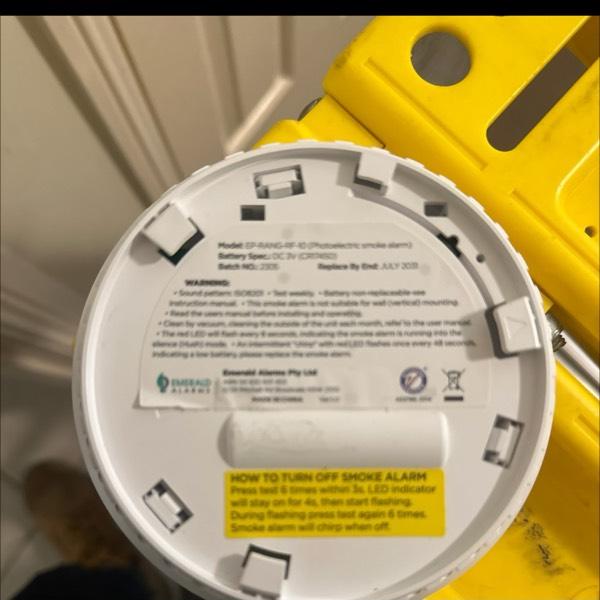 Model: EP-RANG-RF-10 (Photoelectric smoke alarm)
Battery Spec.: DC 3V (CR17450)
Batch NO.: 2305 Replace By End: JULY 2033
WARNING:
• Sound pattern: ISO8201 • Test weekly. • Battery non-replaceable-see
instruction manual. • This smoke alarm is not suitable for wall (vertical) mounting.
• Read the users manual before installing and operating.
• Clean by vacuum, cleaning the outside of the unit each month, refer to the user manual.
• The red LED will flash every 6 seconds, indicating the smoke alarm is running into the
silence (Hush) mode. • An intermittent "chirp" with red LED flashes once every 48 seconds,
indicating a low battery, please replace the smoke alarm.
EMERALD
ALARMS
Emerald Alarms Pty Ltd
MADE IN CHINA
HOW TO TURN OFF SMOKE ALARM
Press test 6 times within 3s. LED indicator
will stay on for 4s, then start flashing.
During flashing press test again 6 times.
Smoke alarm will chirp when off.